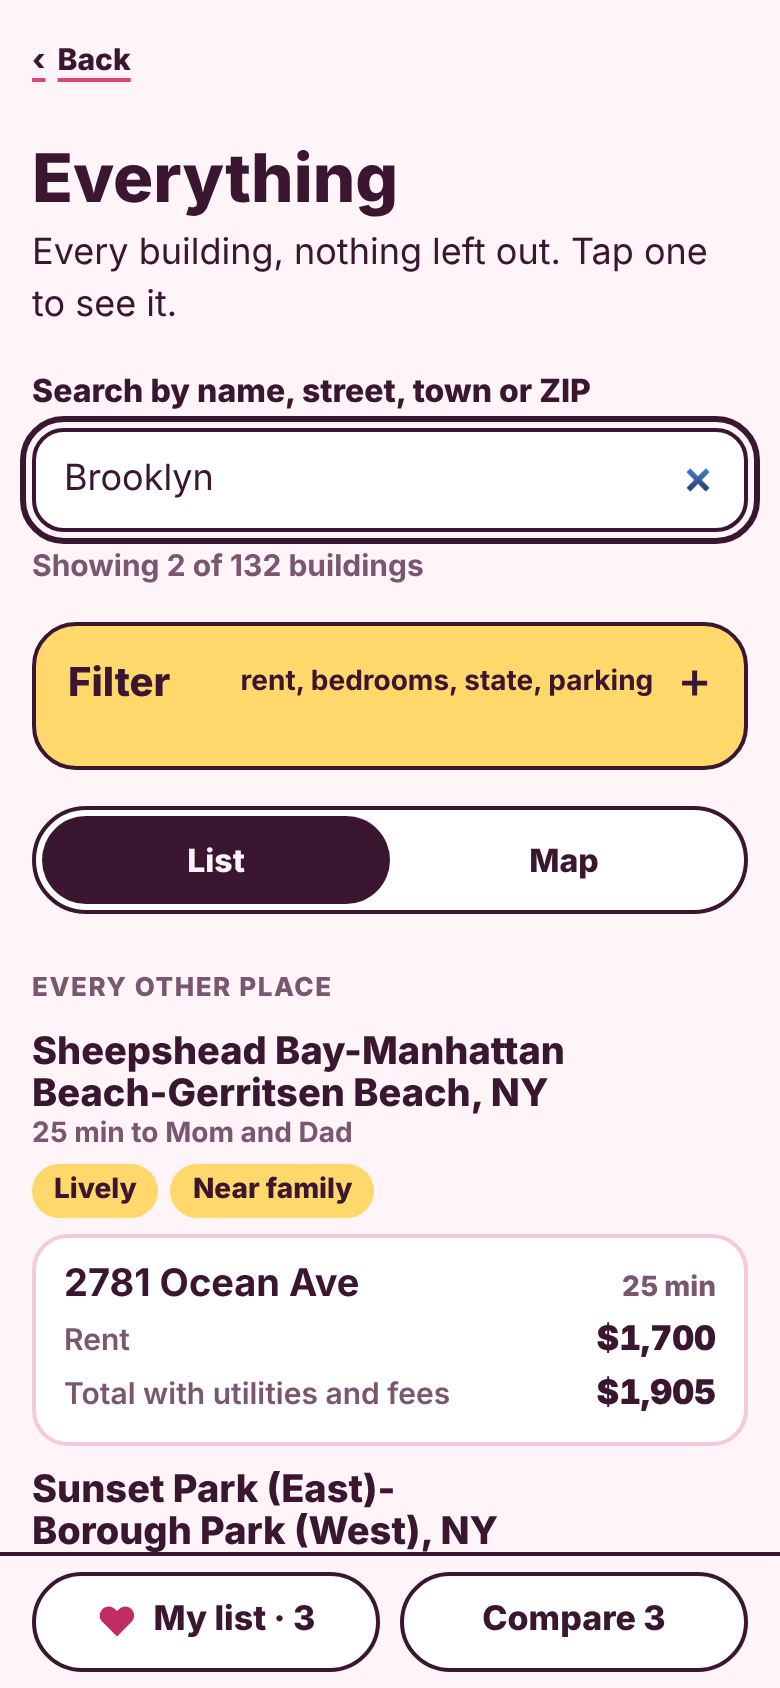 ‹ Back
Everything
Every building, nothing left out. Tap one
to see it.
Search by name, street, town or ZIP
Brooklyn ×
Showing 2 of 132 buildings
Filter rent, bedrooms, state, parking +
List Map
EVERY OTHER PLACE
Sheepshead Bay-Manhattan
Beach-Gerritsen Beach, NY
25 min to Mom and Dad
Lively Near family
2781 Ocean Ave 25 min
Rent $1,700
Total with utilities and fees $1,905
Sunset Park (East)-
Borough Park (West), NY
My list · 3 Compare 3